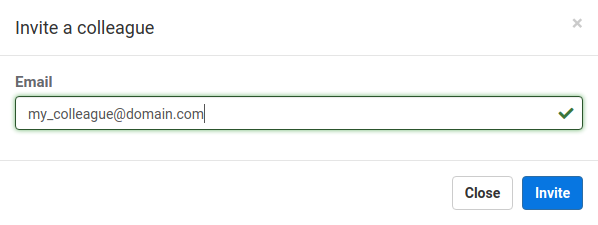 Invite a colleague
×
Email
my_colleague@domain.com
Close Invite